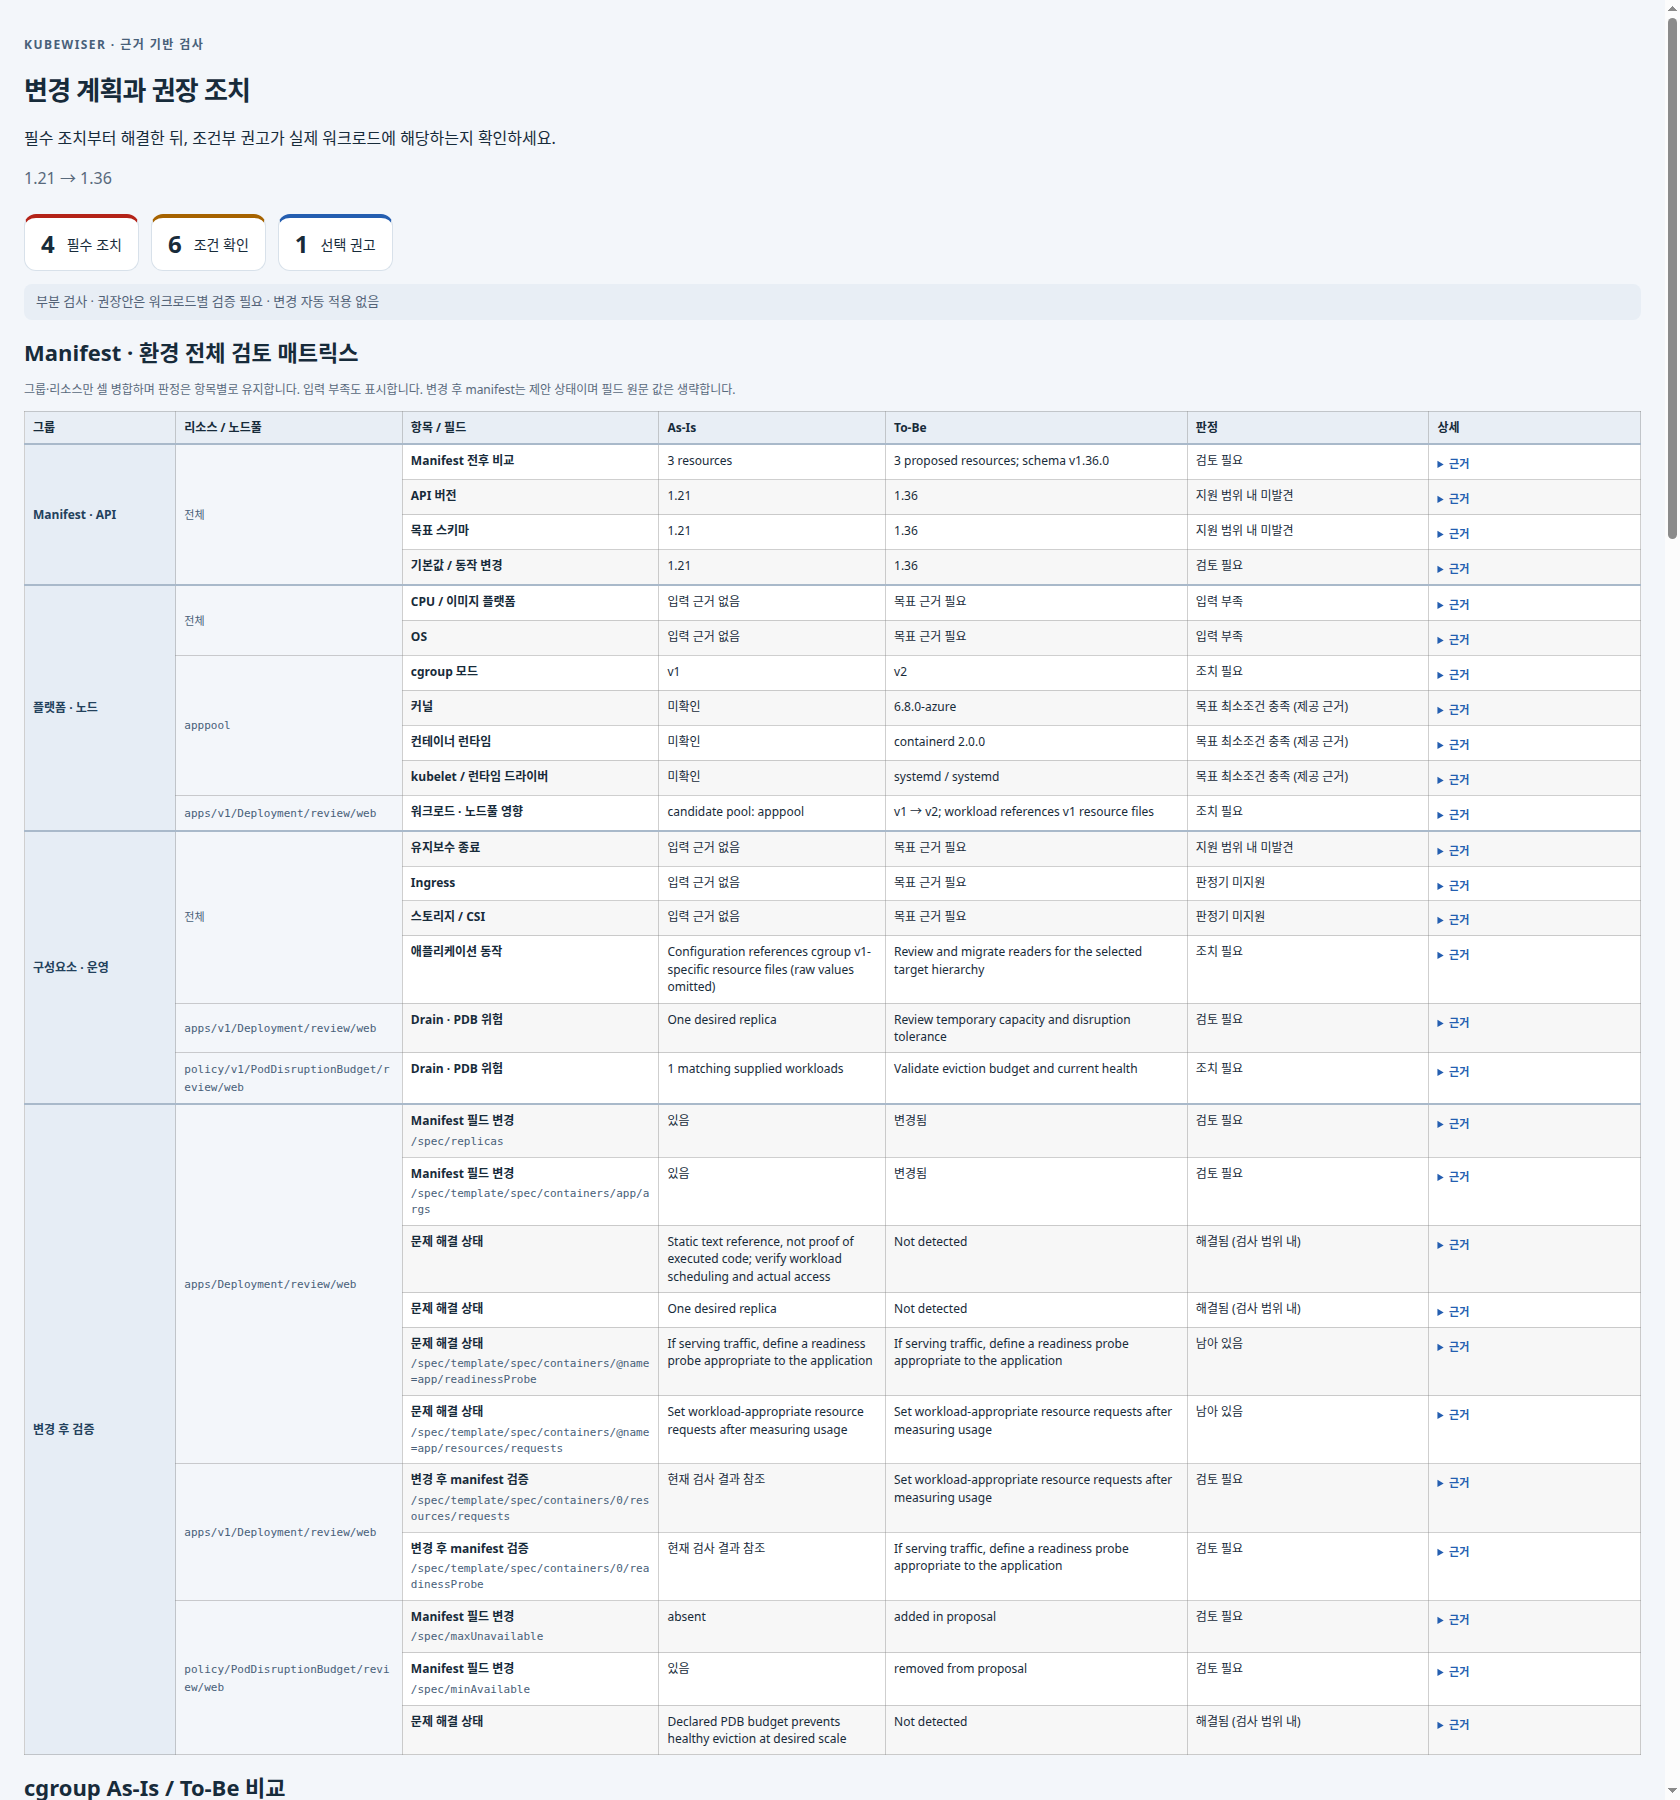 KUBEWISER · 근거 기반 검사
변경 계획과 권장 조치
필수 조치부터 해결한 뒤, 조건부 권고가 실제 워크로드에 해당하는지 확인하세요.
1.21 → 1.36
4 필수 조치 6 조건 확인 1 선택 권고
부분 검사 · 권장안은 워크로드별 검증 필요 · 변경 자동 적용 없음
Manifest · 환경 전체 검토 매트릭스
그룹·리소스만 셀 병합하며 판정은 항목별로 유지합니다. 입력 부족도 표시합니다. 변경 후 manifest는 제안 상태이며 필드 원문 값은 생략합니다.
그룹 리소스 / 노드풀 항목 / 필드 As-Is To-Be 판정 상세
Manifest · API
전체
Manifest 전후 비교 3 resources 3 proposed resources; schema v1.36.0 검토 필요 ▸ 근거
API 버전 1.21 1.36 지원 범위 내 미발견 ▸ 근거
목표 스키마 1.21 1.36 지원 범위 내 미발견 ▸ 근거
기본값 / 동작 변경 1.21 1.36 검토 필요 ▸ 근거
플랫폼 · 노드
전체
CPU / 이미지 플랫폼 입력 근거 없음 목표 근거 필요 입력 부족 ▸ 근거
OS 입력 근거 없음 목표 근거 필요 입력 부족 ▸ 근거
apppool
cgroup 모드 v1 v2 조치 필요 ▸ 근거
커널 미확인 6.8.0-azure 목표 최소조건 충족 (제공 근거) ▸ 근거
컨테이너 런타임 미확인 containerd 2.0.0 목표 최소조건 충족 (제공 근거) ▸ 근거
kubelet / 런타임 드라이버 미확인 systemd / systemd 목표 최소조건 충족 (제공 근거) ▸ 근거
apps/v1/Deployment/review/web 워크로드 · 노드풀 영향 candidate pool: apppool v1 → v2; workload references v1 resource files 조치 필요 ▸ 근거
구성요소 · 운영
전체
유지보수 종료 입력 근거 없음 목표 근거 필요 지원 범위 내 미발견 ▸ 근거
Ingress 입력 근거 없음 목표 근거 필요 판정기 미지원 ▸ 근거
스토리지 / CSI 입력 근거 없음 목표 근거 필요 판정기 미지원 ▸ 근거
애플리케이션 동작 Configuration references cgroup v1- Review and migrate readers for the selected 조치 필요 ▸ 근거
specific resource files (raw values target hierarchy
omitted)
apps/v1/Deployment/review/web Drain · PDB 위험 One desired replica Review temporary capacity and disruption 검토 필요 ▸ 근거
tolerance
policy/v1/PodDisruptionBudget/r Drain · PDB 위험 1 matching supplied workloads Validate eviction budget and current health 조치 필요 ▸ 근거
eview/web
변경 후 검증
apps/Deployment/review/web
Manifest 필드 변경 있음 변경됨 검토 필요 ▸ 근거
/spec/replicas
Manifest 필드 변경 있음 변경됨 검토 필요 ▸ 근거
/spec/template/spec/containers/app/a
rgs
문제 해결 상태 Static text reference, not proof of Not detected 해결됨 (검사 범위 내) ▸ 근거
executed code; verify workload
scheduling and actual access
문제 해결 상태 One desired replica Not detected 해결됨 (검사 범위 내) ▸ 근거
문제 해결 상태 If serving traffic, define a readiness If serving traffic, define a readiness probe 남아 있음 ▸ 근거
/spec/template/spec/containers/@name probe appropriate to the application appropriate to the application
=app/readinessProbe
문제 해결 상태 Set workload-appropriate resource Set workload-appropriate resource requests after 남아 있음 ▸ 근거
/spec/template/spec/containers/@name requests after measuring usage measuring usage
=app/resources/requests
apps/v1/Deployment/review/web
변경 후 manifest 검증 현재 검사 결과 참조 Set workload-appropriate resource requests after 검토 필요 ▸ 근거
/spec/template/spec/containers/0/res measuring usage
ources/requests
변경 후 manifest 검증 현재 검사 결과 참조 If serving traffic, define a readiness probe 검토 필요 ▸ 근거
/spec/template/spec/containers/0/rea appropriate to the application
dinessProbe
policy/PodDisruptionBudget/revi
ew/web
Manifest 필드 변경 absent added in proposal 검토 필요 ▸ 근거
/spec/maxUnavailable
Manifest 필드 변경 있음 removed from proposal 검토 필요 ▸ 근거
/spec/minAvailable
문제 해결 상태 Declared PDB budget prevents Not detected 해결됨 (검사 범위 내) ▸ 근거
healthy eviction at desired scale
cgroup As-Is / To-Be 비교